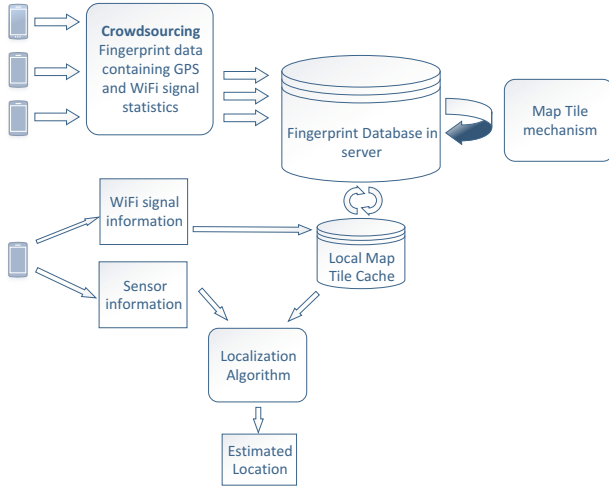 Crowdsourcing
Fingerprint data
containing GPS
and WiFi signal
statistics
Fingerprint Database in
server
Map Tile
mechanism
WiFi signal
information
Local Map
Tile Cache
Sensor
information
Localization
Algorithm
Estimated
Location